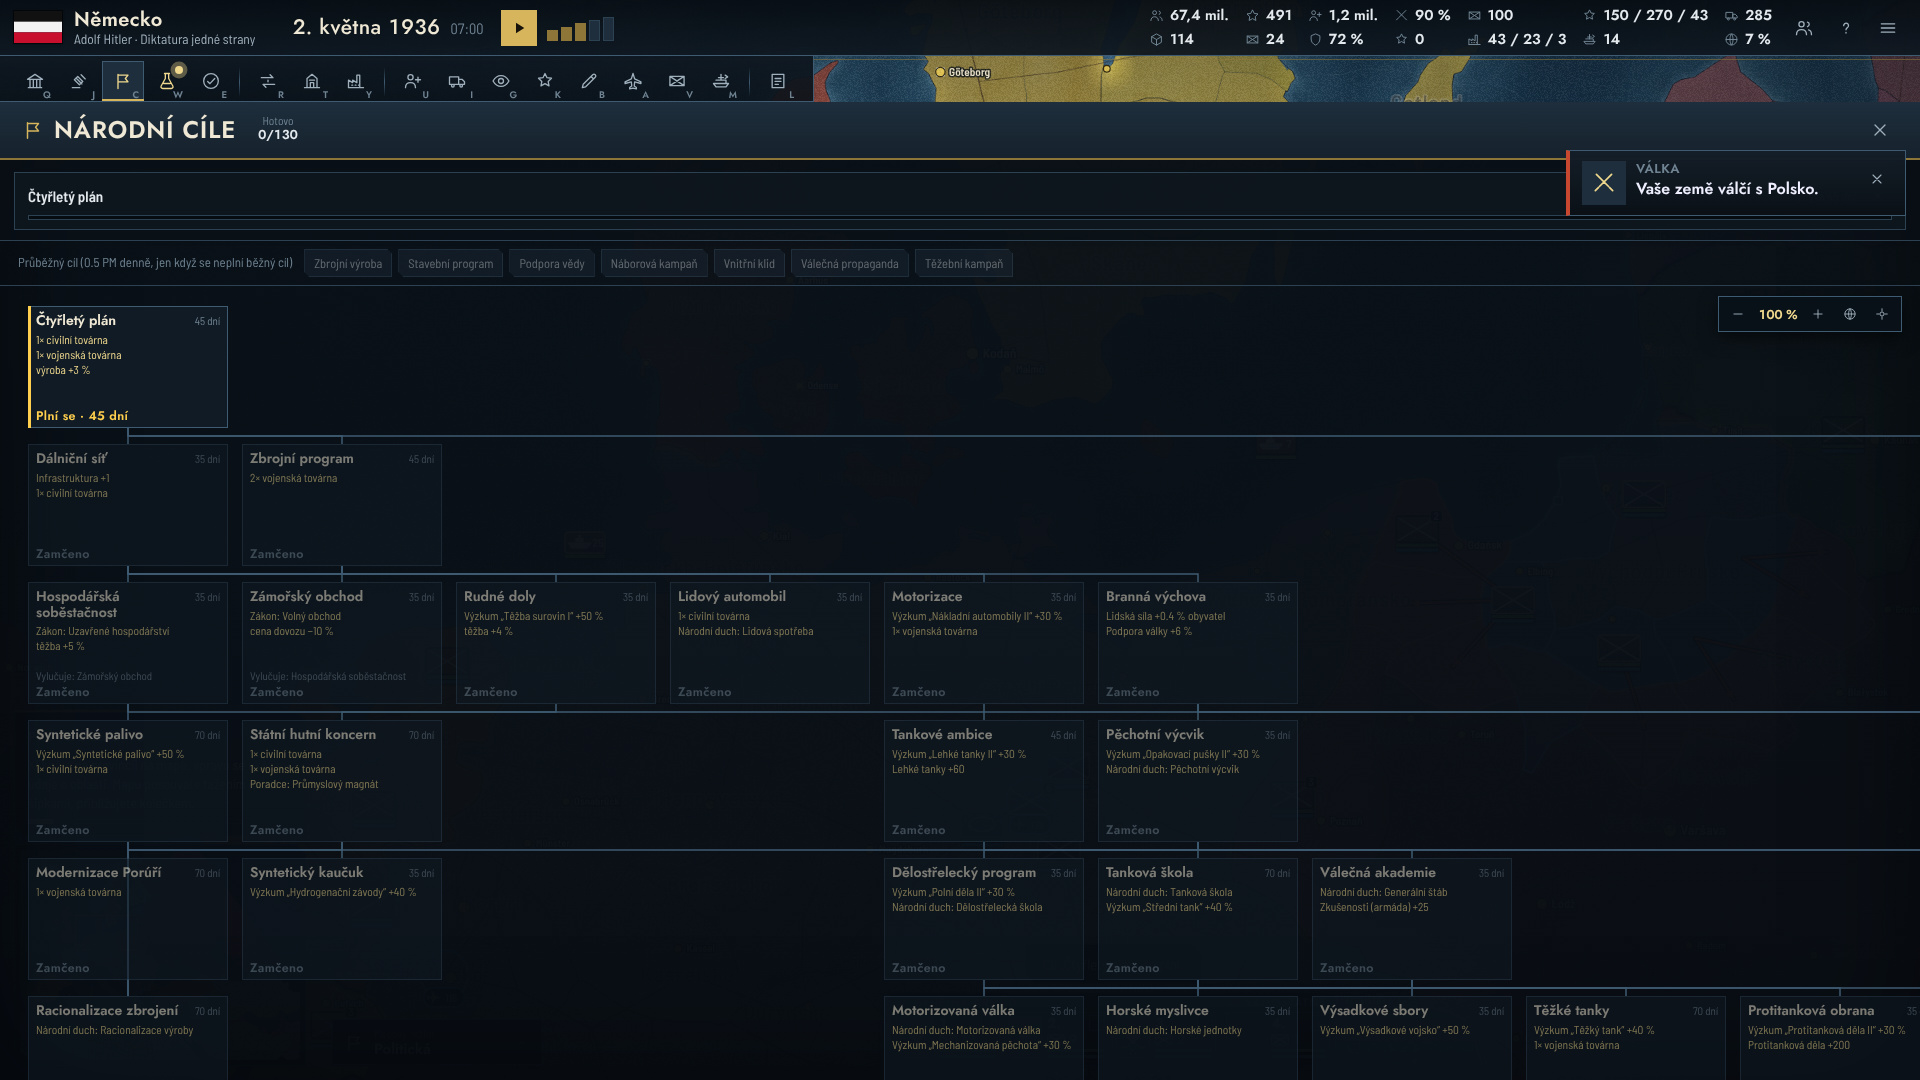 Německo
Adolf Hitler · Diktatura jedné strany
2. května 1936 07:00
67,4 mil. 491 1,2 mil. 90 % 100 150 / 270 / 43 285
114 24 72 % 0 43 / 23 / 3 14 7 %
?
Q J C W E R T Y U I G K B A V M L
Göteborg
NÁRODNÍ CÍLE
Hotovo
0/130
VÁLKA
Vaše země válčí s Polsko.
Čtyřletý plán
Průběžný cíl (0.5 PM denně, jen když se neplní běžný cíl)
Zbrojní výroba
Stavební program
Podpora vědy
Náborová kampaň
Vnitřní klid
Válečná propaganda
Těžební kampaň
100 %
Čtyřletý plán 45 dní
1× civilní továrna
1× vojenská továrna
výroba +3 %
Plní se · 45 dní
Dálniční síť 35 dní
Infrastruktura +1
1× civilní továrna
Zamčeno
Zbrojní program 45 dní
2× vojenská továrna
Zamčeno
Hospodářská soběstačnost 35 dní
Zákon: Uzavřené hospodářství
těžba +5 %
Vylučuje: Zámořský obchod
Zamčeno
Zámořský obchod 35 dní
Zákon: Volný obchod
cena dovozu −10 %
Vylučuje: Hospodářská soběstačnost
Zamčeno
Rudné doly 35 dní
Výzkum „Těžba surovin I“ +50 %
těžba +4 %
Zamčeno
Lidový automobil 35 dní
1× civilní továrna
Národní duch: Lidová spotřeba
Zamčeno
Motorizace 35 dní
Výzkum „Nákladní automobily II“ +30 %
1× vojenská továrna
Zamčeno
Branná výchova 35 dní
Lidská síla +0.4 % obyvatel
Podpora války +6 %
Zamčeno
Syntetické palivo 70 dní
Výzkum „Syntetické palivo“ +50 %
1× civilní továrna
Zamčeno
Státní hutní koncern 70 dní
1× civilní továrna
1× vojenská továrna
Poradce: Průmyslový magnát
Zamčeno
Tankové ambice 45 dní
Výzkum „Lehké tanky II“ +30 %
Lehké tanky +60
Zamčeno
Pěchotní výcvik 35 dní
Výzkum „Opakovací pušky II“ +30 %
Národní duch: Pěchotní výcvik
Zamčeno
Modernizace Porúří 70 dní
1× vojenská továrna
Zamčeno
Syntetický kaučuk 35 dní
Výzkum „Hydrogenační závody“ +40 %
Zamčeno
Dělostřelecký program 35 dní
Výzkum „Polní děla II“ +30 %
Národní duch: Dělostřelecká škola
Zamčeno
Tanková škola 70 dní
Národní duch: Tanková škola
Výzkum „Střední tank“ +40 %
Zamčeno
Válečná akademie 35 dní
Národní duch: Generální štáb
Zkušenosti (armáda) +25
Zamčeno
Racionalizace zbrojení 70 dní
Národní duch: Racionalizace výroby
Motorizovaná válka 35 dní
Národní duch: Motorizovaná válka
Výzkum „Mechanizovaná pěchota“ +30 %
Horské myslivce 35 dní
Národní duch: Horské jednotky
Výsadkové sbory 35 dní
Výzkum „Výsadkové vojsko“ +50 %
Těžké tanky 70 dní
Výzkum „Těžký tank“ +40 %
1× vojenská továrna
Protitanková obrana 35
Výzkum „Protitanková děla II“ +30 %
Protitanková děla +200